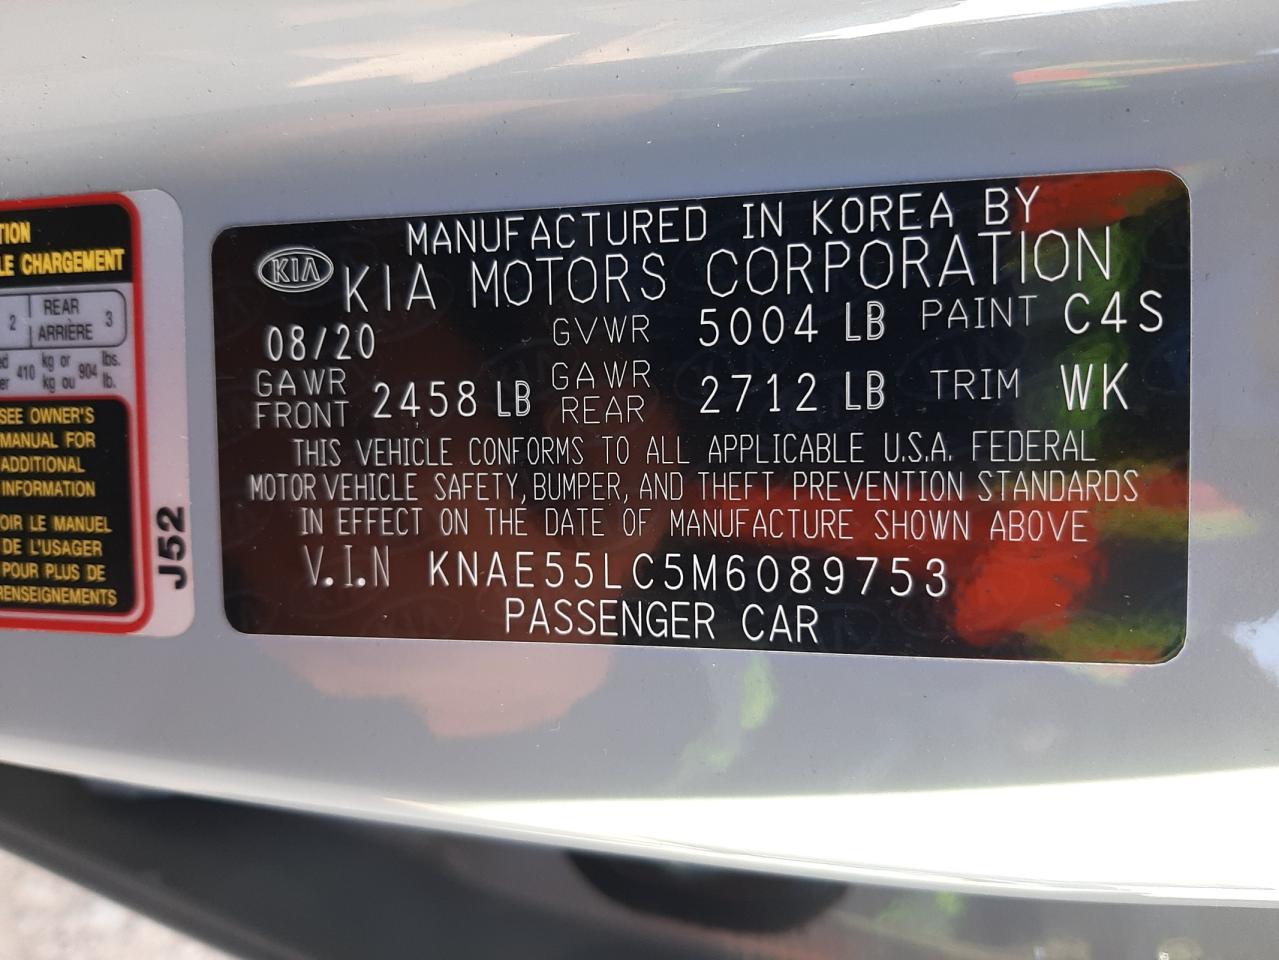 TION
LE CHARGEMENT
2 REAR
ARRIÈRE 3
410 kg or
kg ou 904 lbs.
lb.
SEE OWNER'S
MANUAL FOR
ADDITIONAL
INFORMATION
OIR LE MANUEL
DE L'USAGER
POUR PLUS DE
RENSEIGNEMENTS
J52
MANUFACTURED IN KOREA BY
KIA KIA MOTORS CORPORATION
08/20 GVWR 5004 LB PAINT C4S
GAWR FRONT 2458 LB GAWR REAR 2712 LB TRIM WK
THIS VEHICLE CONFORMS TO ALL APPLICABLE U.S.A. FEDERAL
MOTOR VEHICLE SAFETY, BUMPER, AND THEFT PREVENTION STANDARDS
IN EFFECT ON THE DATE OF MANUFACTURE SHOWN ABOVE
V.I.N KNAE55LC5M6089753
PASSENGER CAR